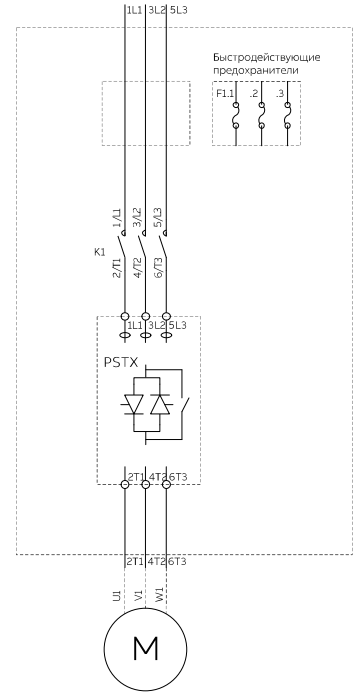 1L1 3L2 5L3
Быстродействующие
предохранители
F1.1 .2 .3
1/L1 3/L2 5/L3
K1
2/T1 4/T2 6/T3
1L1 3L2 5L3
PSTX
2T1 4T2 6T3
2T1 4T2 6T3
U1 V1 W1
M